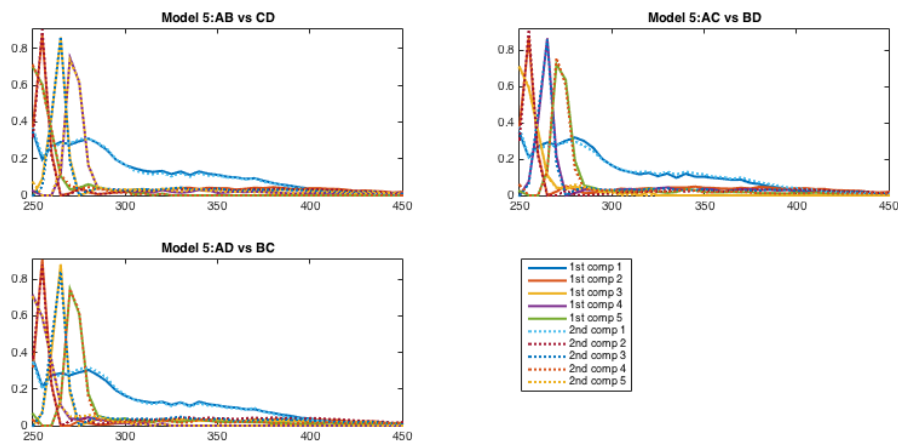 Model 5:AB vs CD
0.8
0.6
0.4
0.2
0
250 300 350 400 450
Model 5:AC vs BD
0.8
0.6
0.4
0.2
0
250 300 350 400 450
Model 5:AD vs BC
0.8
0.6
0.4
0.2
0
250 300 350 400 450
1st comp 1
1st comp 2
1st comp 3
1st comp 4
1st comp 5
2nd comp 1
2nd comp 2
2nd comp 3
2nd comp 4
2nd comp 5